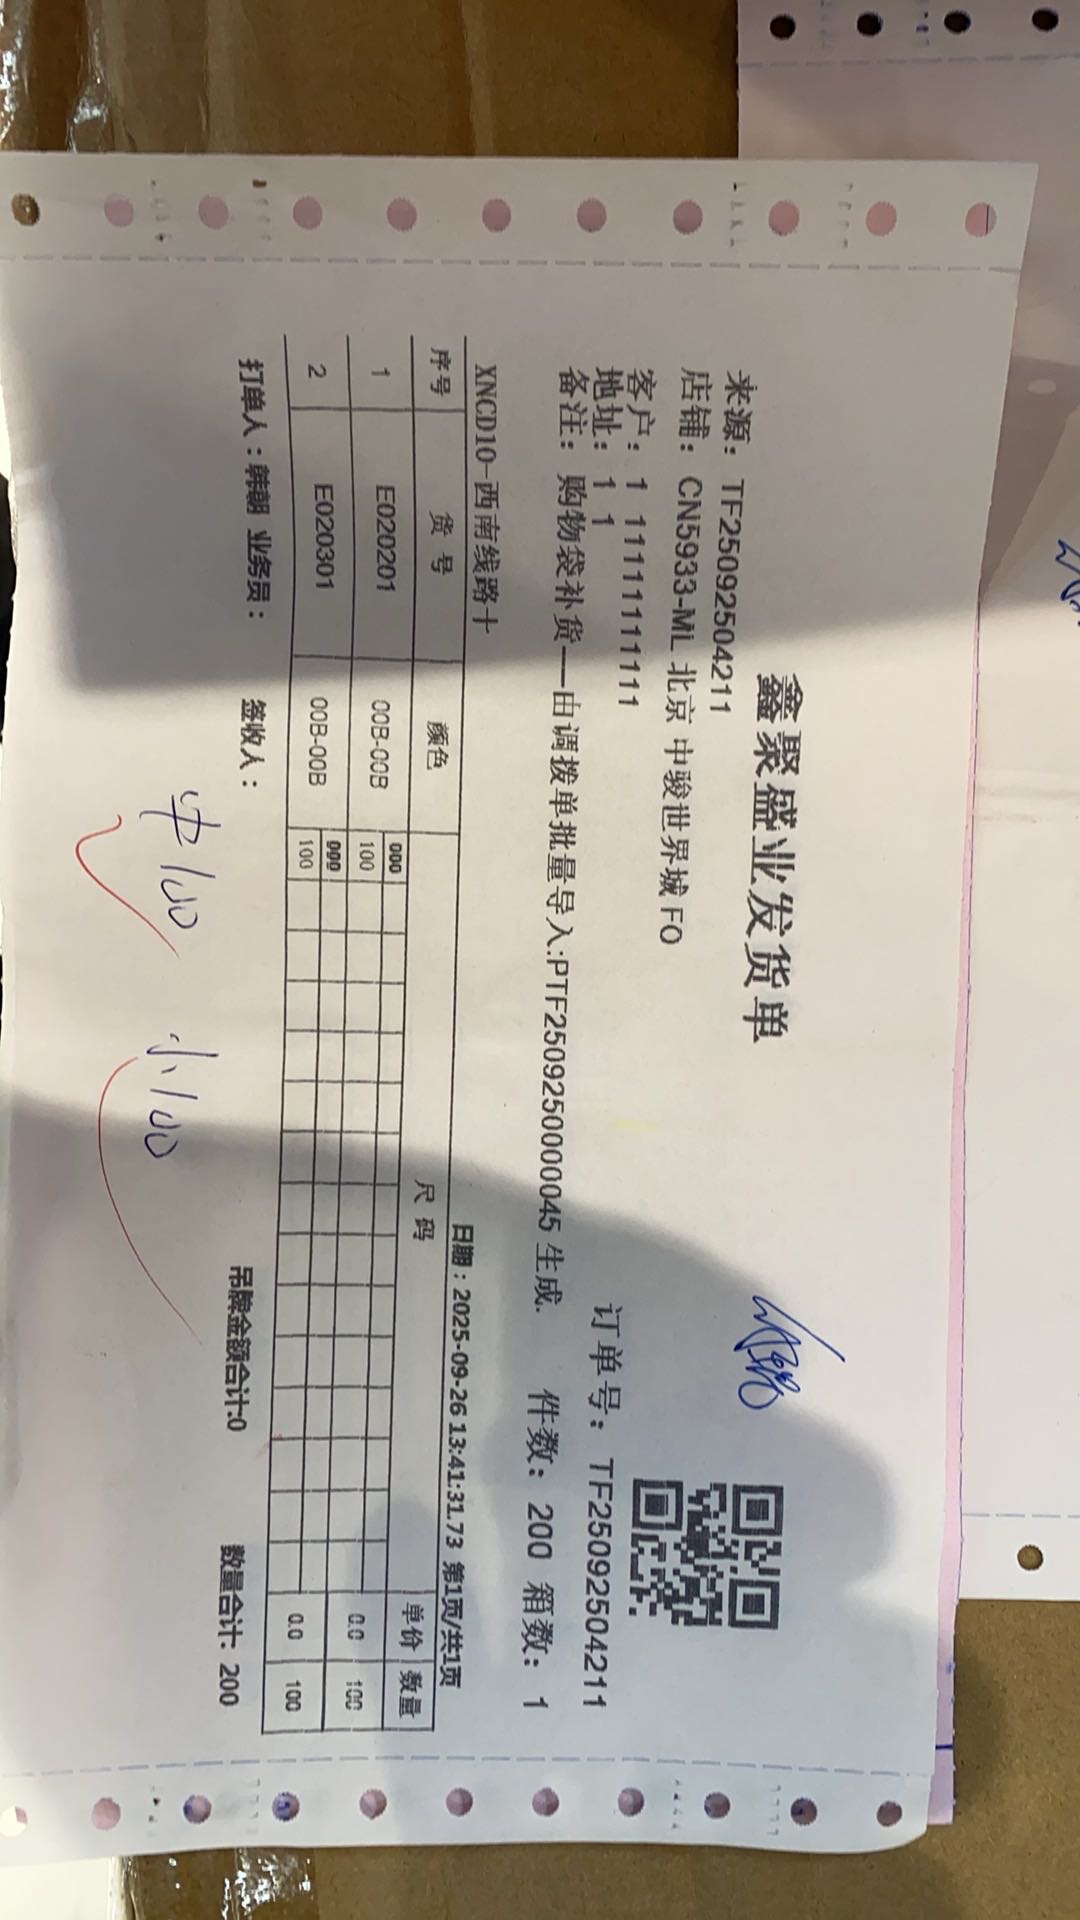 鑫聚盛业发货单
来源：TF25092504211
店铺：CN5933-ML 北京 中骏世界城 FO
客户：1 11111111111
订单号：TF25092504211
地址：1 1
备注：购物袋补货——由调拨单批量导入:PTF2509250000045 生成. 件数：200 箱数：1
XNCD10-西南线路十 日期：2025-09-26 13:41:31.73 第1页/共1页
序号 货号 颜色 尺码 单价 数量
000
1 E020201 00B-00B 100 0.0 100
000
2 E020301 00B-00B 100 0.0 100
打单人：韩朝 业务员： 签收人： 吊牌金额合计:0 数量合计: 200
中100 小100